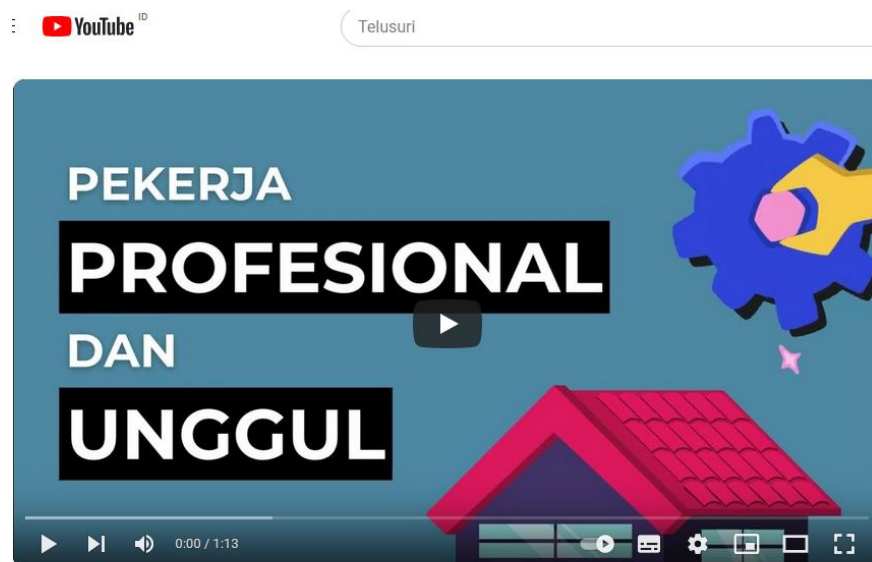 YouTube ID
Telusuri
PEKERJA
PROFESIONAL
DAN
UNGGUL
0:00 / 1:13